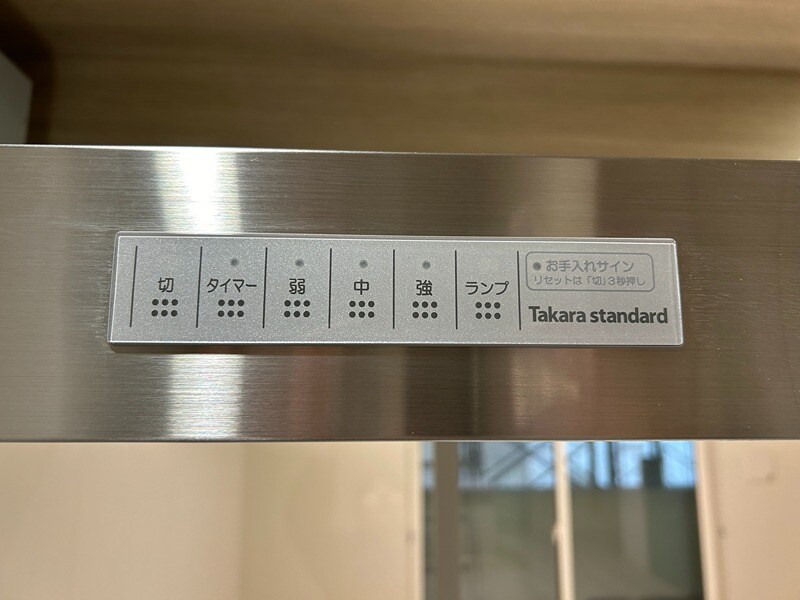 切
タイマー
弱
中
強
ランプ
お手入れサイン
リセットは「切」3秒押し
Takara standard